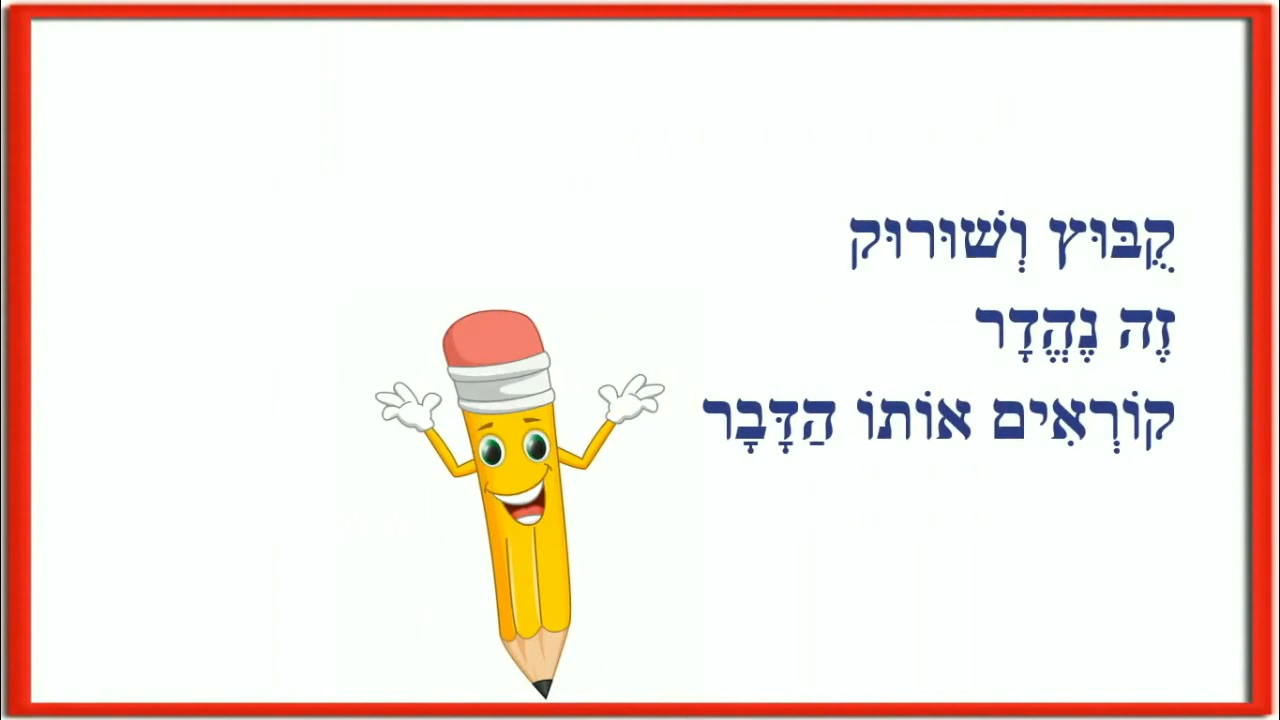 קֻבּוּץ וְשׁוּרוּק
זֶה נֶהֱדָר
קוֹרְאִים אוֹתוֹ הַדָּבָר